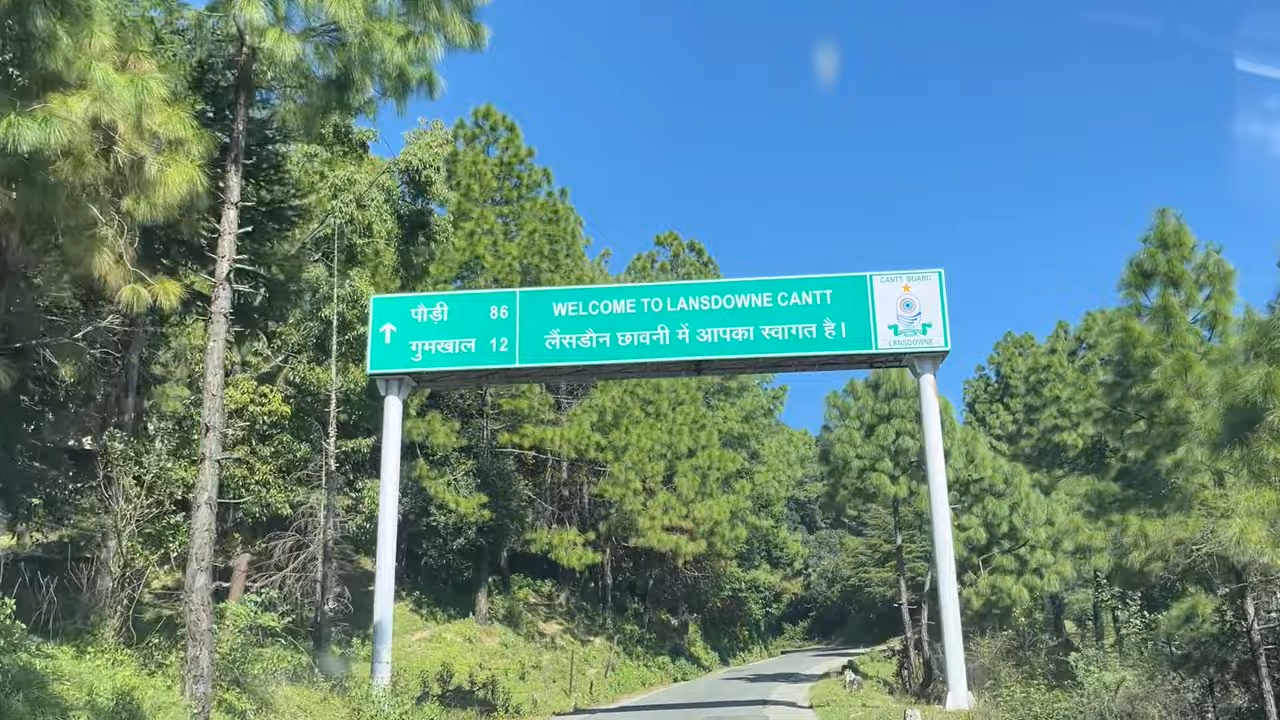 पौड़ी 86
गुमखाल 12
WELCOME TO LANSDOWNE CANTT
लैंसडौन छावनी में आपका स्वागत है।
CANTT. BOARD
LANSDOWNE